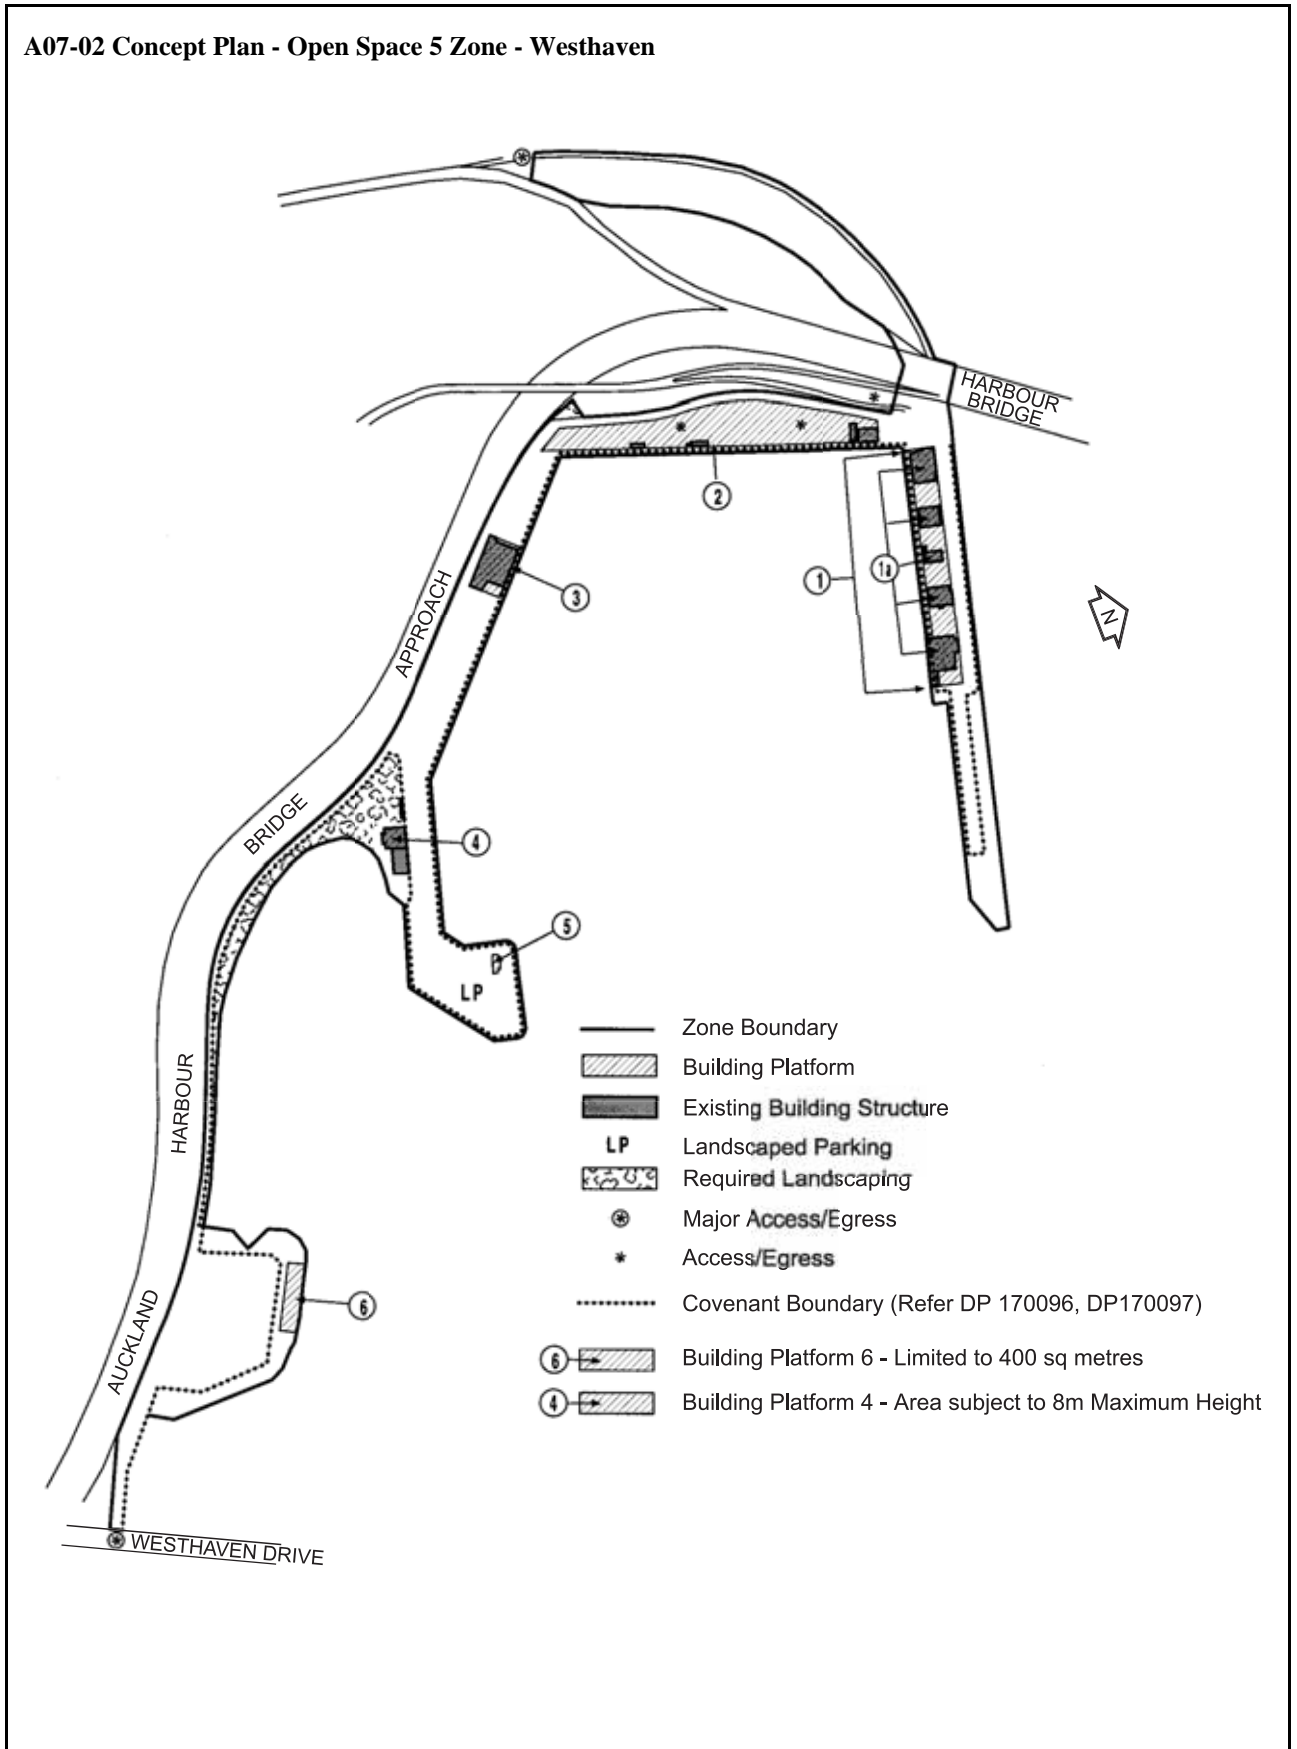 A07-02 Concept Plan - Open Space 5 Zone - Westhaven
HARBOUR
BRIDGE
2
1
1a
3
N
APPROACH
BRIDGE
4
5
LP
HARBOUR
6
AUCKLAND
WESTHAVEN DRIVE
Zone Boundary
Building Platform
Existing Building Structure
LP Landscaped Parking
Required Landscaping
Major Access/Egress
* Access/Egress
Covenant Boundary (Refer DP 170096, DP170097)
6 Building Platform 6 - Limited to 400 sq metres
4 Building Platform 4 - Area subject to 8m Maximum Height